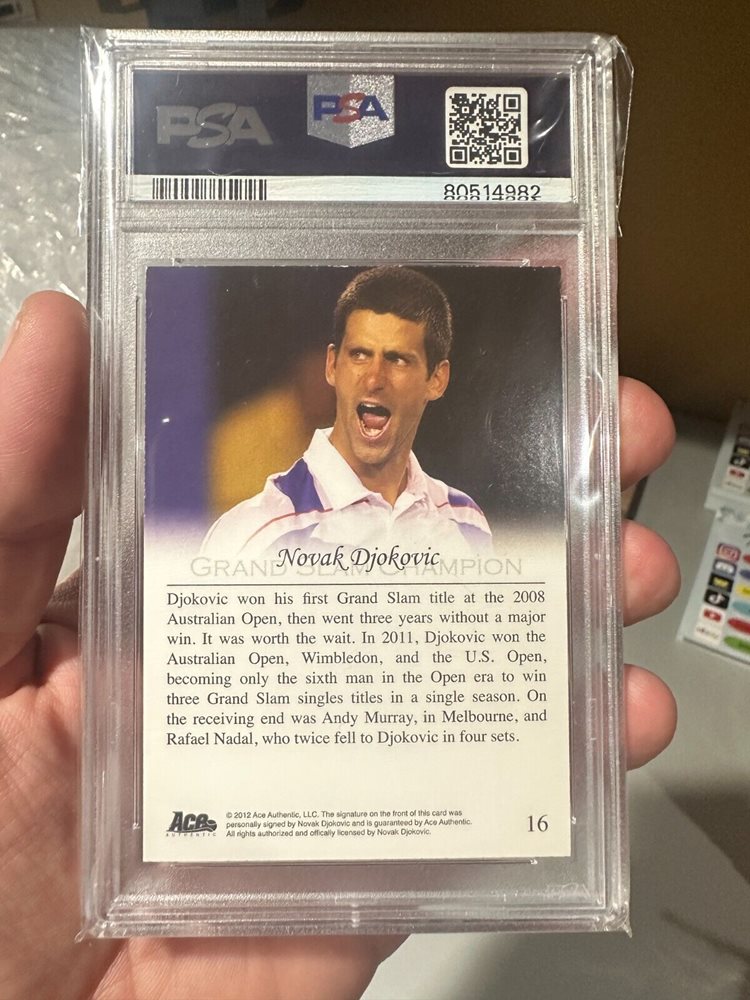 PSA
PSA
80514982
GRAND SLAM CHAMPION
Novak Djokovic
Djokovic won his first Grand Slam title at the 2008
Australian Open, then went three years without a major
win. It was worth the wait. In 2011, Djokovic won the
Australian Open, Wimbledon, and the U.S. Open,
becoming only the sixth man in the Open era to win
three Grand Slam singles titles in a single season. On
the receiving end was Andy Murray, in Melbourne, and
Rafael Nadal, who twice fell to Djokovic in four sets.
Ace
AUTHENTIC
© 2012 Ace Authentic, LLC. The signature on the front of this card was
personally signed by Novak Djokovic and is guaranteed by Ace Authentic.
All rights authorized and offically licensed by Novak Djokovic.
16